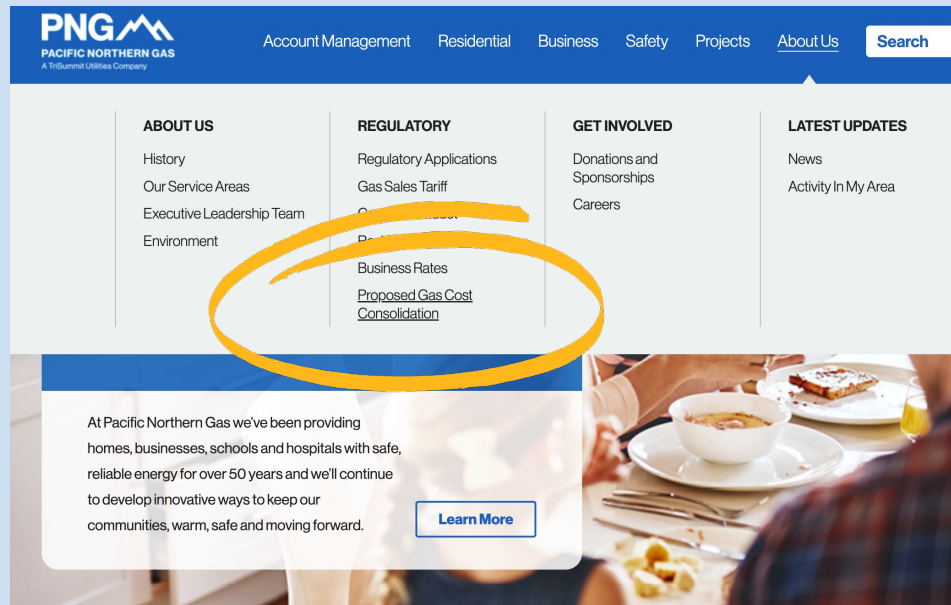 PNG
PACIFIC NORTHERN GAS
A TriSummit Utilities Company
Account Management
Residential
Business
Safety
Projects
About Us
Search
ABOUT US
History
Our Service Areas
Executive Leadership Team
Environment
REGULATORY
Regulatory Applications
Gas Sales Tariff
Business Rates
Proposed Gas Cost
Consolidation
GET INVOLVED
Donations and
Sponsorships
Careers
LATEST UPDATES
News
Activity In My Area
At Pacific Northern Gas we've been providing
homes, businesses, schools and hospitals with safe,
reliable energy for over 50 years and we'll continue
to develop innovative ways to keep our
communities, warm, safe and moving forward.
Learn More